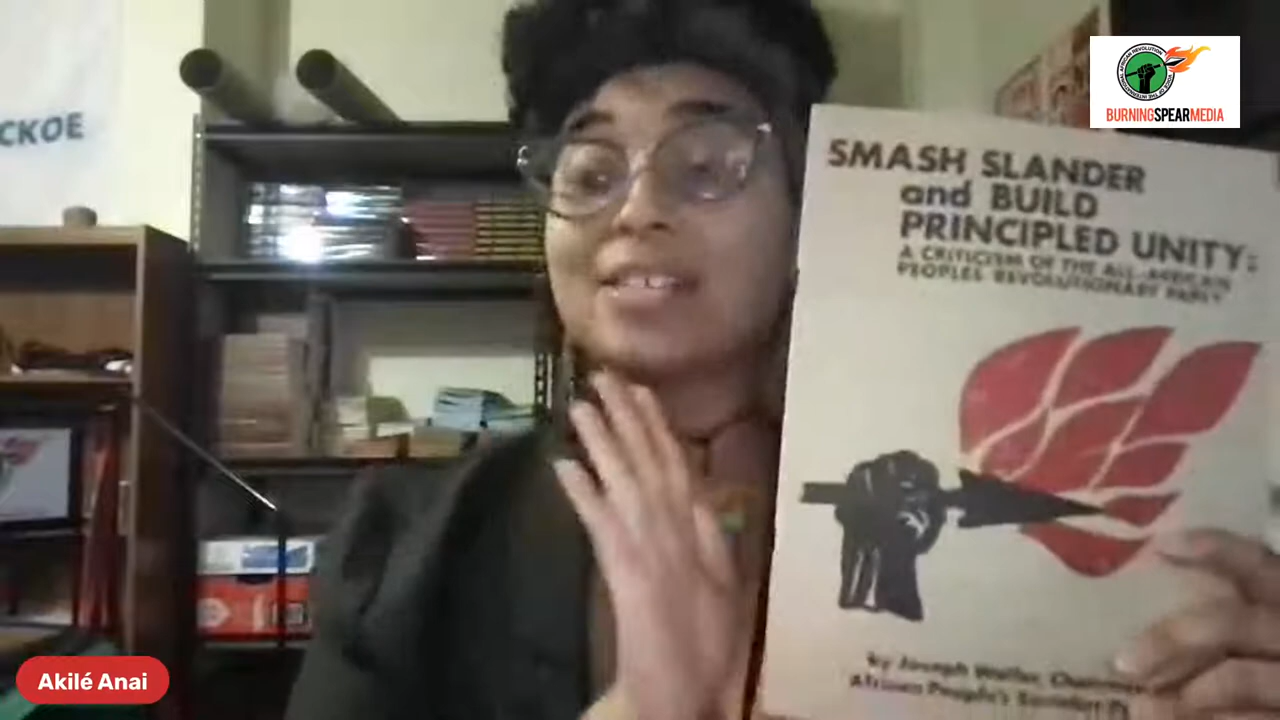 CKOE
BURNINGSPEARMEDIA
SMASH SLANDER
and BUILD
PRINCIPLED UNITY:
A CRITICISM OF THE ALL-AFRICAN
PEOPLES REVOLUTIONARY PARTY
By Joseph Waller, Chairman
African People's Socialist
Akilé Anai